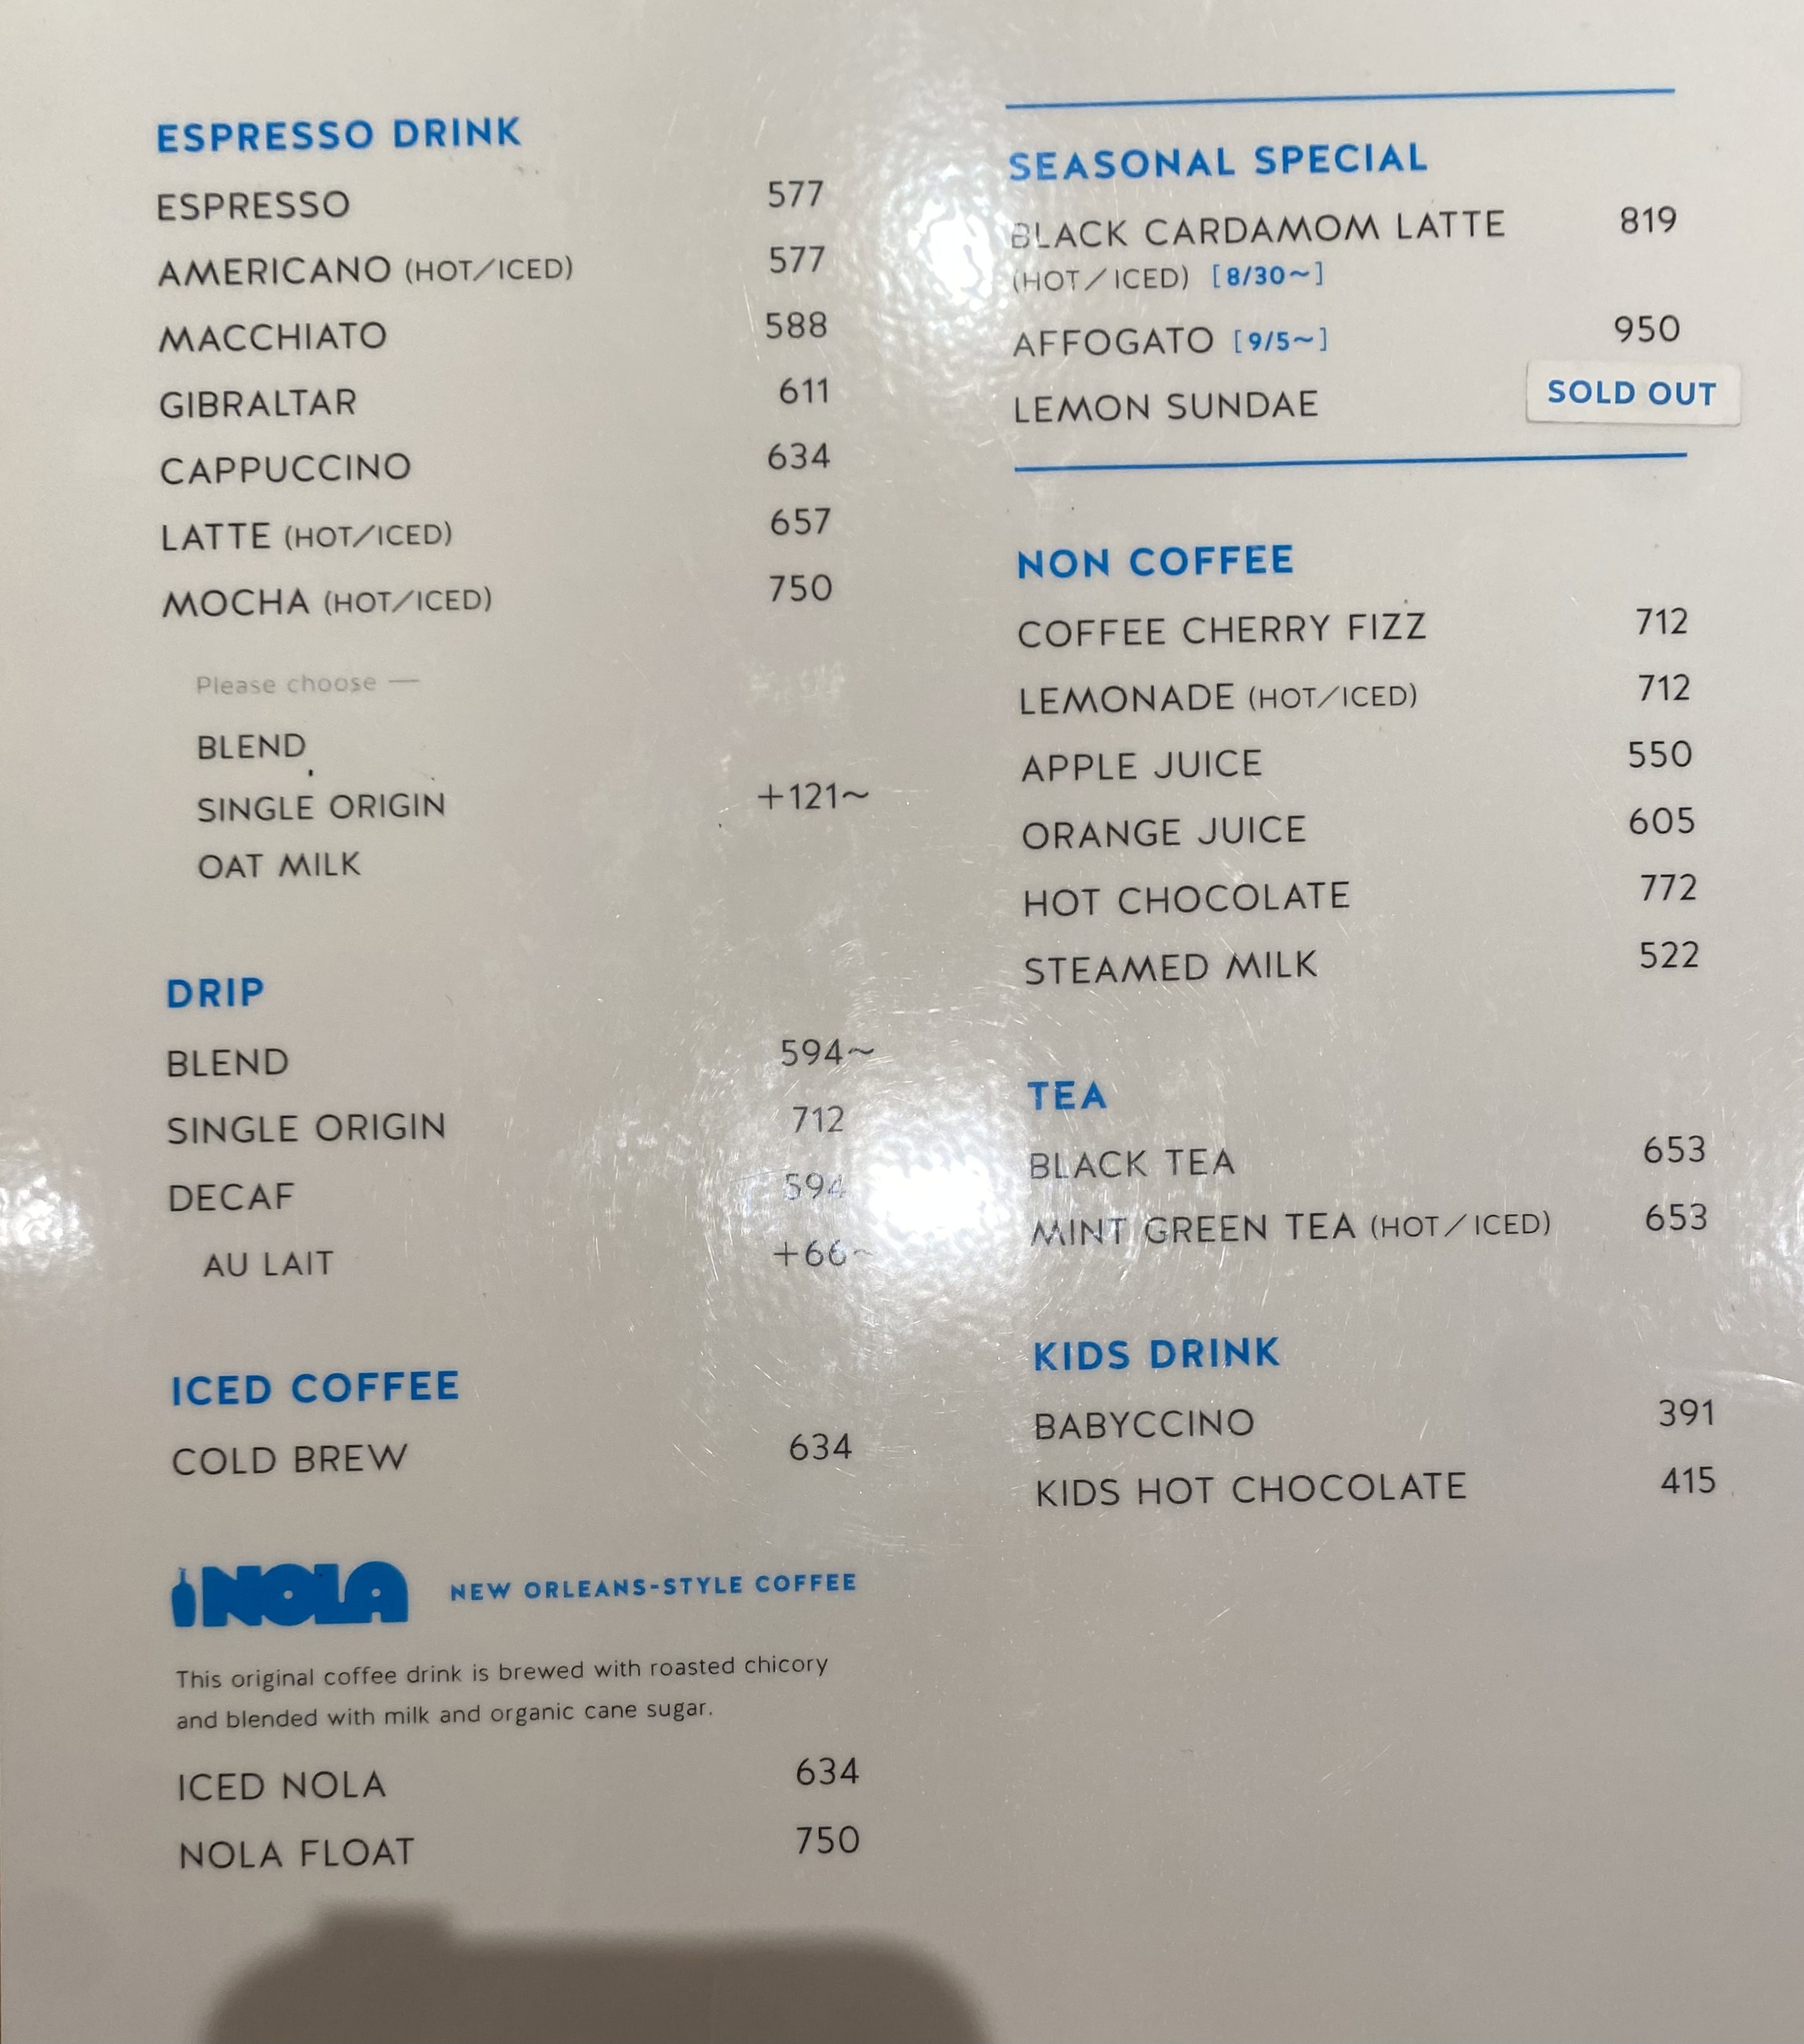 ESPRESSO DRINK
ESPRESSO 577
AMERICANO (HOT/ICED) 577
MACCHIATO 588
GIBRALTAR 611
CAPPUCCINO 634
LATTE (HOT/ICED) 657
MOCHA (HOT/ICED) 750
Please choose —
BLEND
SINGLE ORIGIN +121~
OAT MILK
DRIP
BLEND 594~
SINGLE ORIGIN 712
DECAF 594
AU LAIT +66~
ICED COFFEE
COLD BREW 634
NOLA NEW ORLEANS-STYLE COFFEE
This original coffee drink is brewed with roasted chicory
and blended with milk and organic cane sugar.
ICED NOLA 634
NOLA FLOAT 750
SEASONAL SPECIAL
BLACK CARDAMOM LATTE 819
(HOT/ICED) [8/30~]
AFFOGATO [9/5~] 950
LEMON SUNDAE SOLD OUT
NON COFFEE
COFFEE CHERRY FIZZ 712
LEMONADE (HOT/ICED) 712
APPLE JUICE 550
ORANGE JUICE 605
HOT CHOCOLATE 772
STEAMED MILK 522
TEA
BLACK TEA 653
MINT GREEN TEA (HOT/ICED) 653
KIDS DRINK
BABYCCINO 391
KIDS HOT CHOCOLATE 415